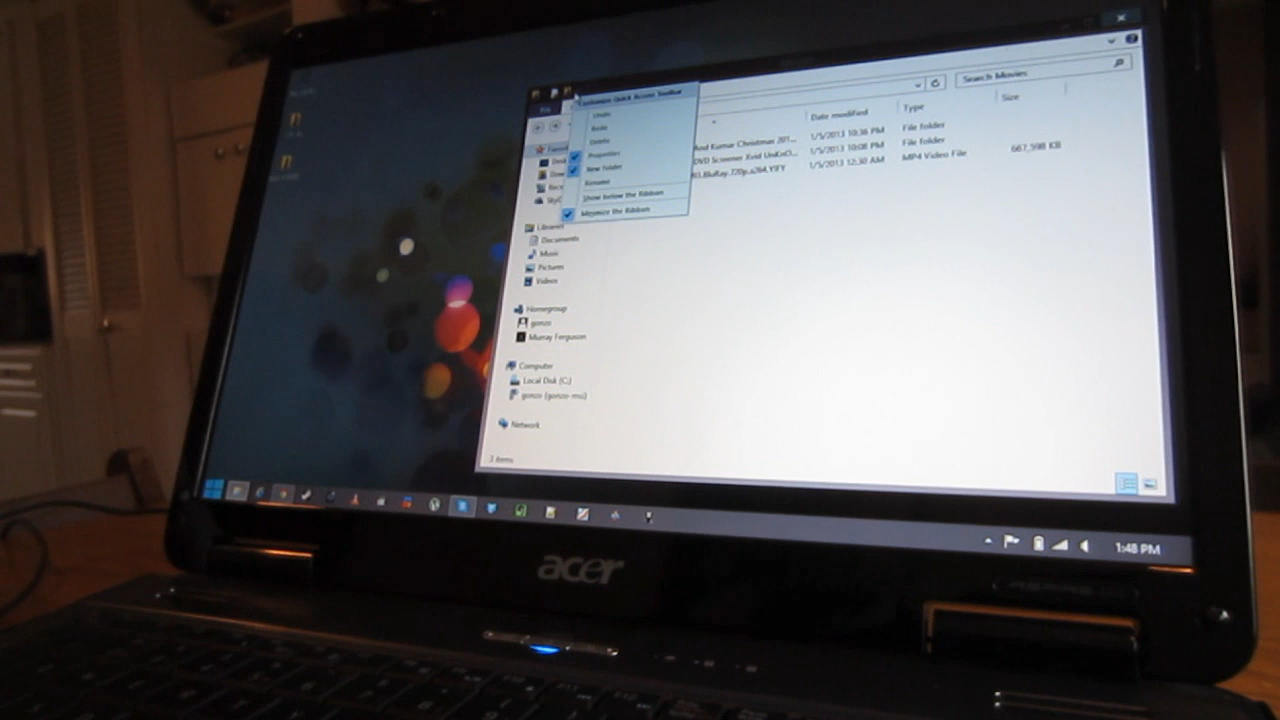 Customize Quick Access Toolbar
Undo
Redo
Delete
Properties
New folder
Rename
Show below the Ribbon
Minimize the Ribbon
Search Movies
Date modified
Type
Size
And Kumar Christmas 201...
1/5/2013 10:36 PM
File folder
DVD Screener Xvid UnKnO...
1/5/2013 10:08 PM
File folder
BluRay.720p.x264.YIFY
1/5/2013 12:30 AM
MP4 Video File
667,598 KB
File
Favori
Desk
Dow
Rece
SkyD
Libraries
Documents
Music
Pictures
Videos
Homegroup
gonzo
Murray Ferguson
Computer
Local Disk (C:)
gonzo (gonzo-msi)
Network
3 items
1:48 PM
acer